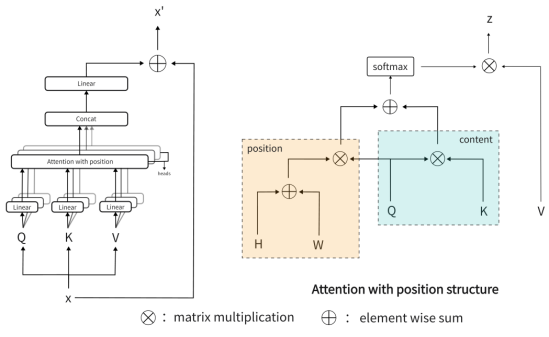 x'
Linear
Concat
Attention with position
heads
Linear
Linear
Linear
Q
K
V
x
z
softmax
position
content
H
W
Q
K
V
Attention with position structure
: matrix multiplication
: element wise sum